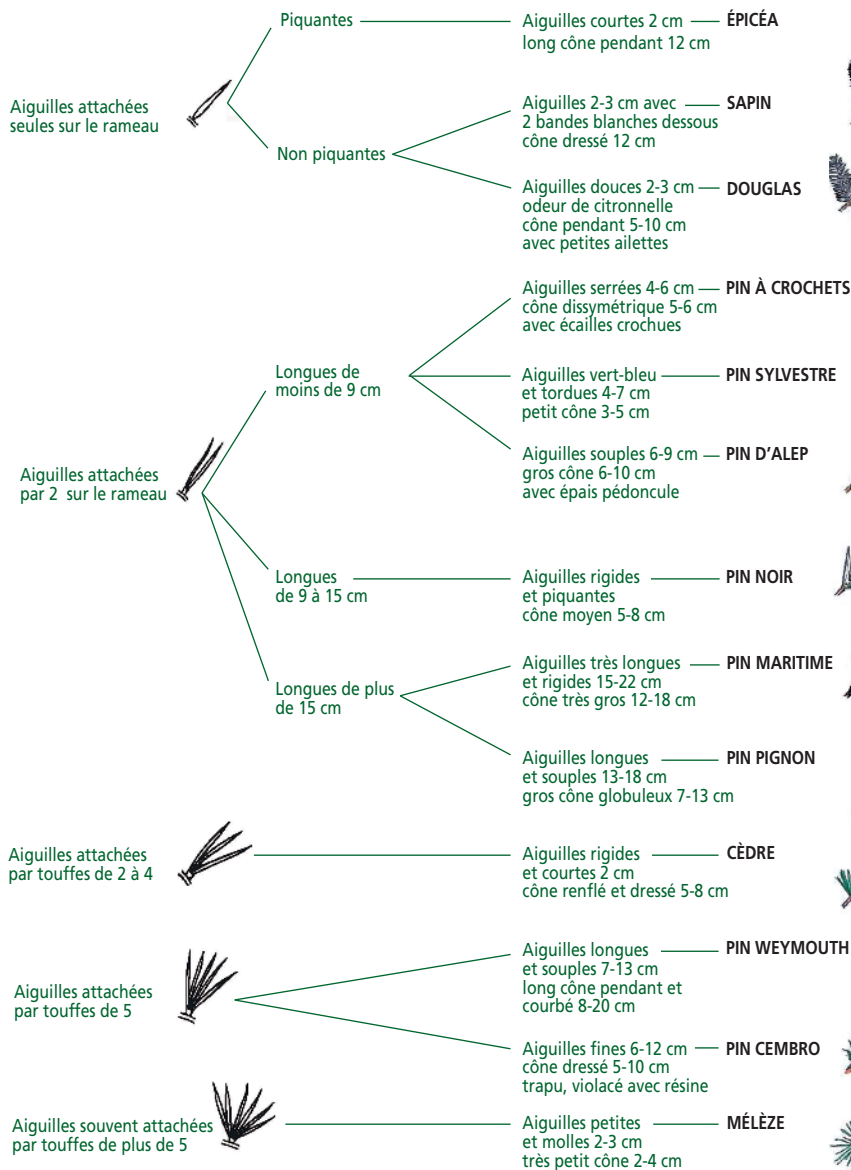 Piquantes
Aiguilles courtes 2 cm
long cône pendant 12 cm
ÉPICÉA
Aiguilles attachées
seules sur le rameau
Aiguilles 2-3 cm avec
2 bandes blanches dessous
cône dressé 12 cm
SAPIN
Non piquantes
Aiguilles douces 2-3 cm
odeur de citronnelle
cône pendant 5-10 cm
avec petites ailettes
DOUGLAS
Aiguilles serrées 4-6 cm
cône dissymétrique 5-6 cm
avec écailles crochues
PIN À CROCHETS
Longues de
moins de 9 cm
Aiguilles vert-bleu
et tordues 4-7 cm
petit cône 3-5 cm
PIN SYLVESTRE
Aiguilles attachées
par 2 sur le rameau
Aiguilles souples 6-9 cm
gros cône 6-10 cm
avec épais pédoncule
PIN D'ALEP
Longues
de 9 à 15 cm
Aiguilles rigides
et piquantes
cône moyen 5-8 cm
PIN NOIR
Longues de plus
de 15 cm
Aiguilles très longues
et rigides 15-22 cm
cône très gros 12-18 cm
PIN MARITIME
Aiguilles longues
et souples 13-18 cm
gros cône globuleux 7-13 cm
PIN PIGNON
Aiguilles attachées
par touffes de 2 à 4
Aiguilles rigides
et courtes 2 cm
cône renflé et dressé 5-8 cm
CÈDRE
Aiguilles attachées
par touffes de 5
Aiguilles longues
et souples 7-13 cm
long cône pendant et
courbé 8-20 cm
PIN WEYMOUTH
Aiguilles fines 6-12 cm
cône dressé 5-10 cm
trapu, violacé avec résine
PIN CEMBRO
Aiguilles souvent attachées
par touffes de plus de 5
Aiguilles petites
et molles 2-3 cm
très petit cône 2-4 cm
MÉLÈZE